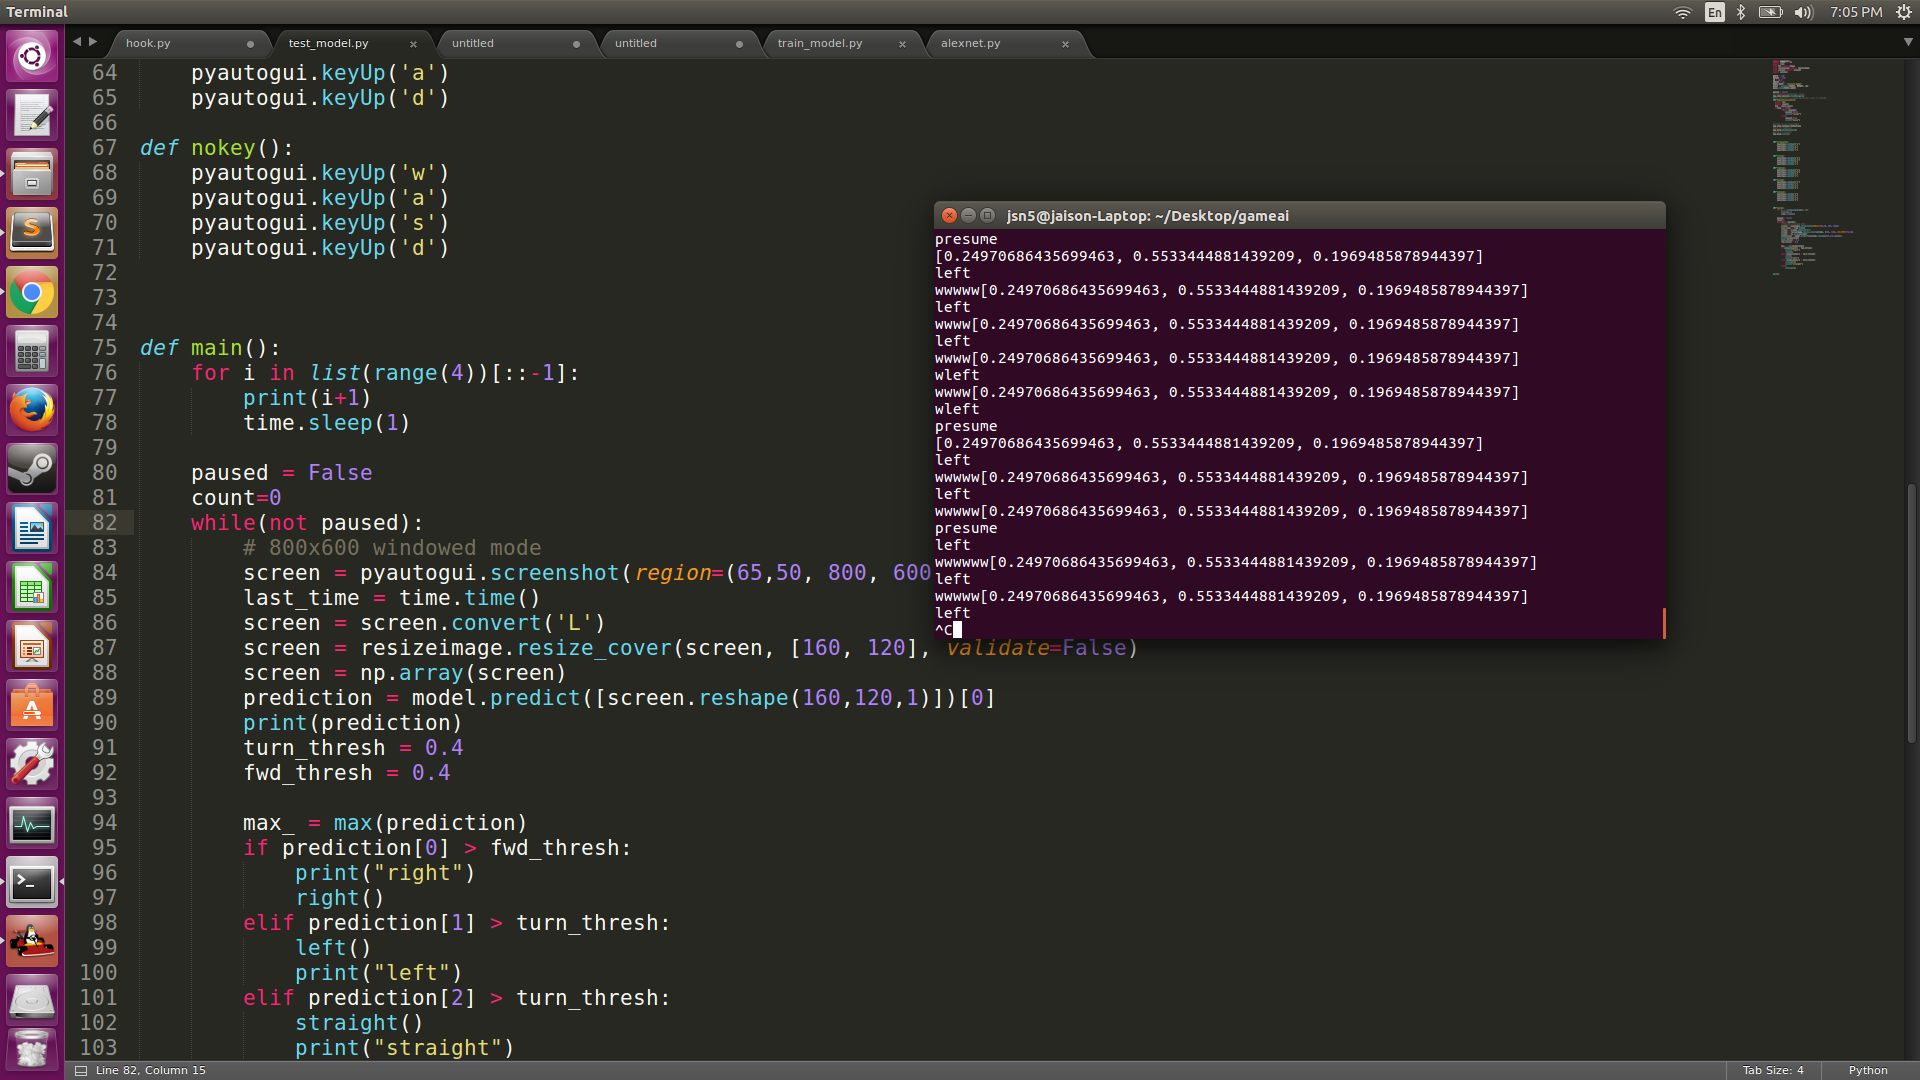 Terminal
En
7:05 PM
hook.py
test_model.py
untitled
untitled
train_model.py
alexnet.py
64 pyautogui.keyUp('a')
65 pyautogui.keyUp('d')
66
67 def nokey():
68 pyautogui.keyUp('w')
69 pyautogui.keyUp('a')
70 pyautogui.keyUp('s')
71 pyautogui.keyUp('d')
72
73
74
75 def main():
76 for i in list(range(4))[::-1]:
77 print(i+1)
78 time.sleep(1)
79
80 paused = False
81 count=0
82 while(not paused):
83 # 800x600 windowed mode
84 screen = pyautogui.screenshot(region=(65,50, 800, 600
85 last_time = time.time()
86 screen = screen.convert('L')
87 screen = resizeimage.resize_cover(screen, [160, 120], validate=False)
88 screen = np.array(screen)
89 prediction = model.predict([screen.reshape(160,120,1)])[0]
90 print(prediction)
91 turn_thresh = 0.4
92 fwd_thresh = 0.4
93
94 max_ = max(prediction)
95 if prediction[0] > fwd_thresh:
96 print("right")
97 right()
98 elif prediction[1] > turn_thresh:
99 left()
100 print("left")
101 elif prediction[2] > turn_thresh:
102 straight()
103 print("straight")
jsn5@jaison-Laptop: ~/Desktop/gameai
presume
[0.24970686435699463, 0.5533444881439209, 0.1969485878944397]
left
wwwww[0.24970686435699463, 0.5533444881439209, 0.1969485878944397]
left
wwww[0.24970686435699463, 0.5533444881439209, 0.1969485878944397]
left
wwww[0.24970686435699463, 0.5533444881439209, 0.1969485878944397]
wleft
wwww[0.24970686435699463, 0.5533444881439209, 0.1969485878944397]
wleft
presume
[0.24970686435699463, 0.5533444881439209, 0.1969485878944397]
left
wwwww[0.24970686435699463, 0.5533444881439209, 0.1969485878944397]
left
wwwww[0.24970686435699463, 0.5533444881439209, 0.1969485878944397]
presume
left
wwwwww[0.24970686435699463, 0.5533444881439209, 0.1969485878944397]
left
wwwww[0.24970686435699463, 0.5533444881439209, 0.1969485878944397]
left
^C
Line 82, Column 15
Tab Size: 4
Python